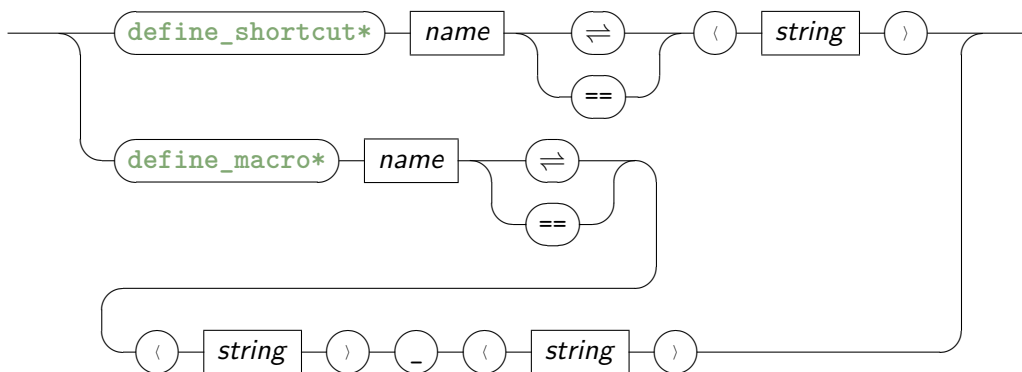 define_shortcut* name ⇌ ⟨ string ⟩
==
define_macro* name ⇌
==
⟨ string ⟩ _ ⟨ string ⟩